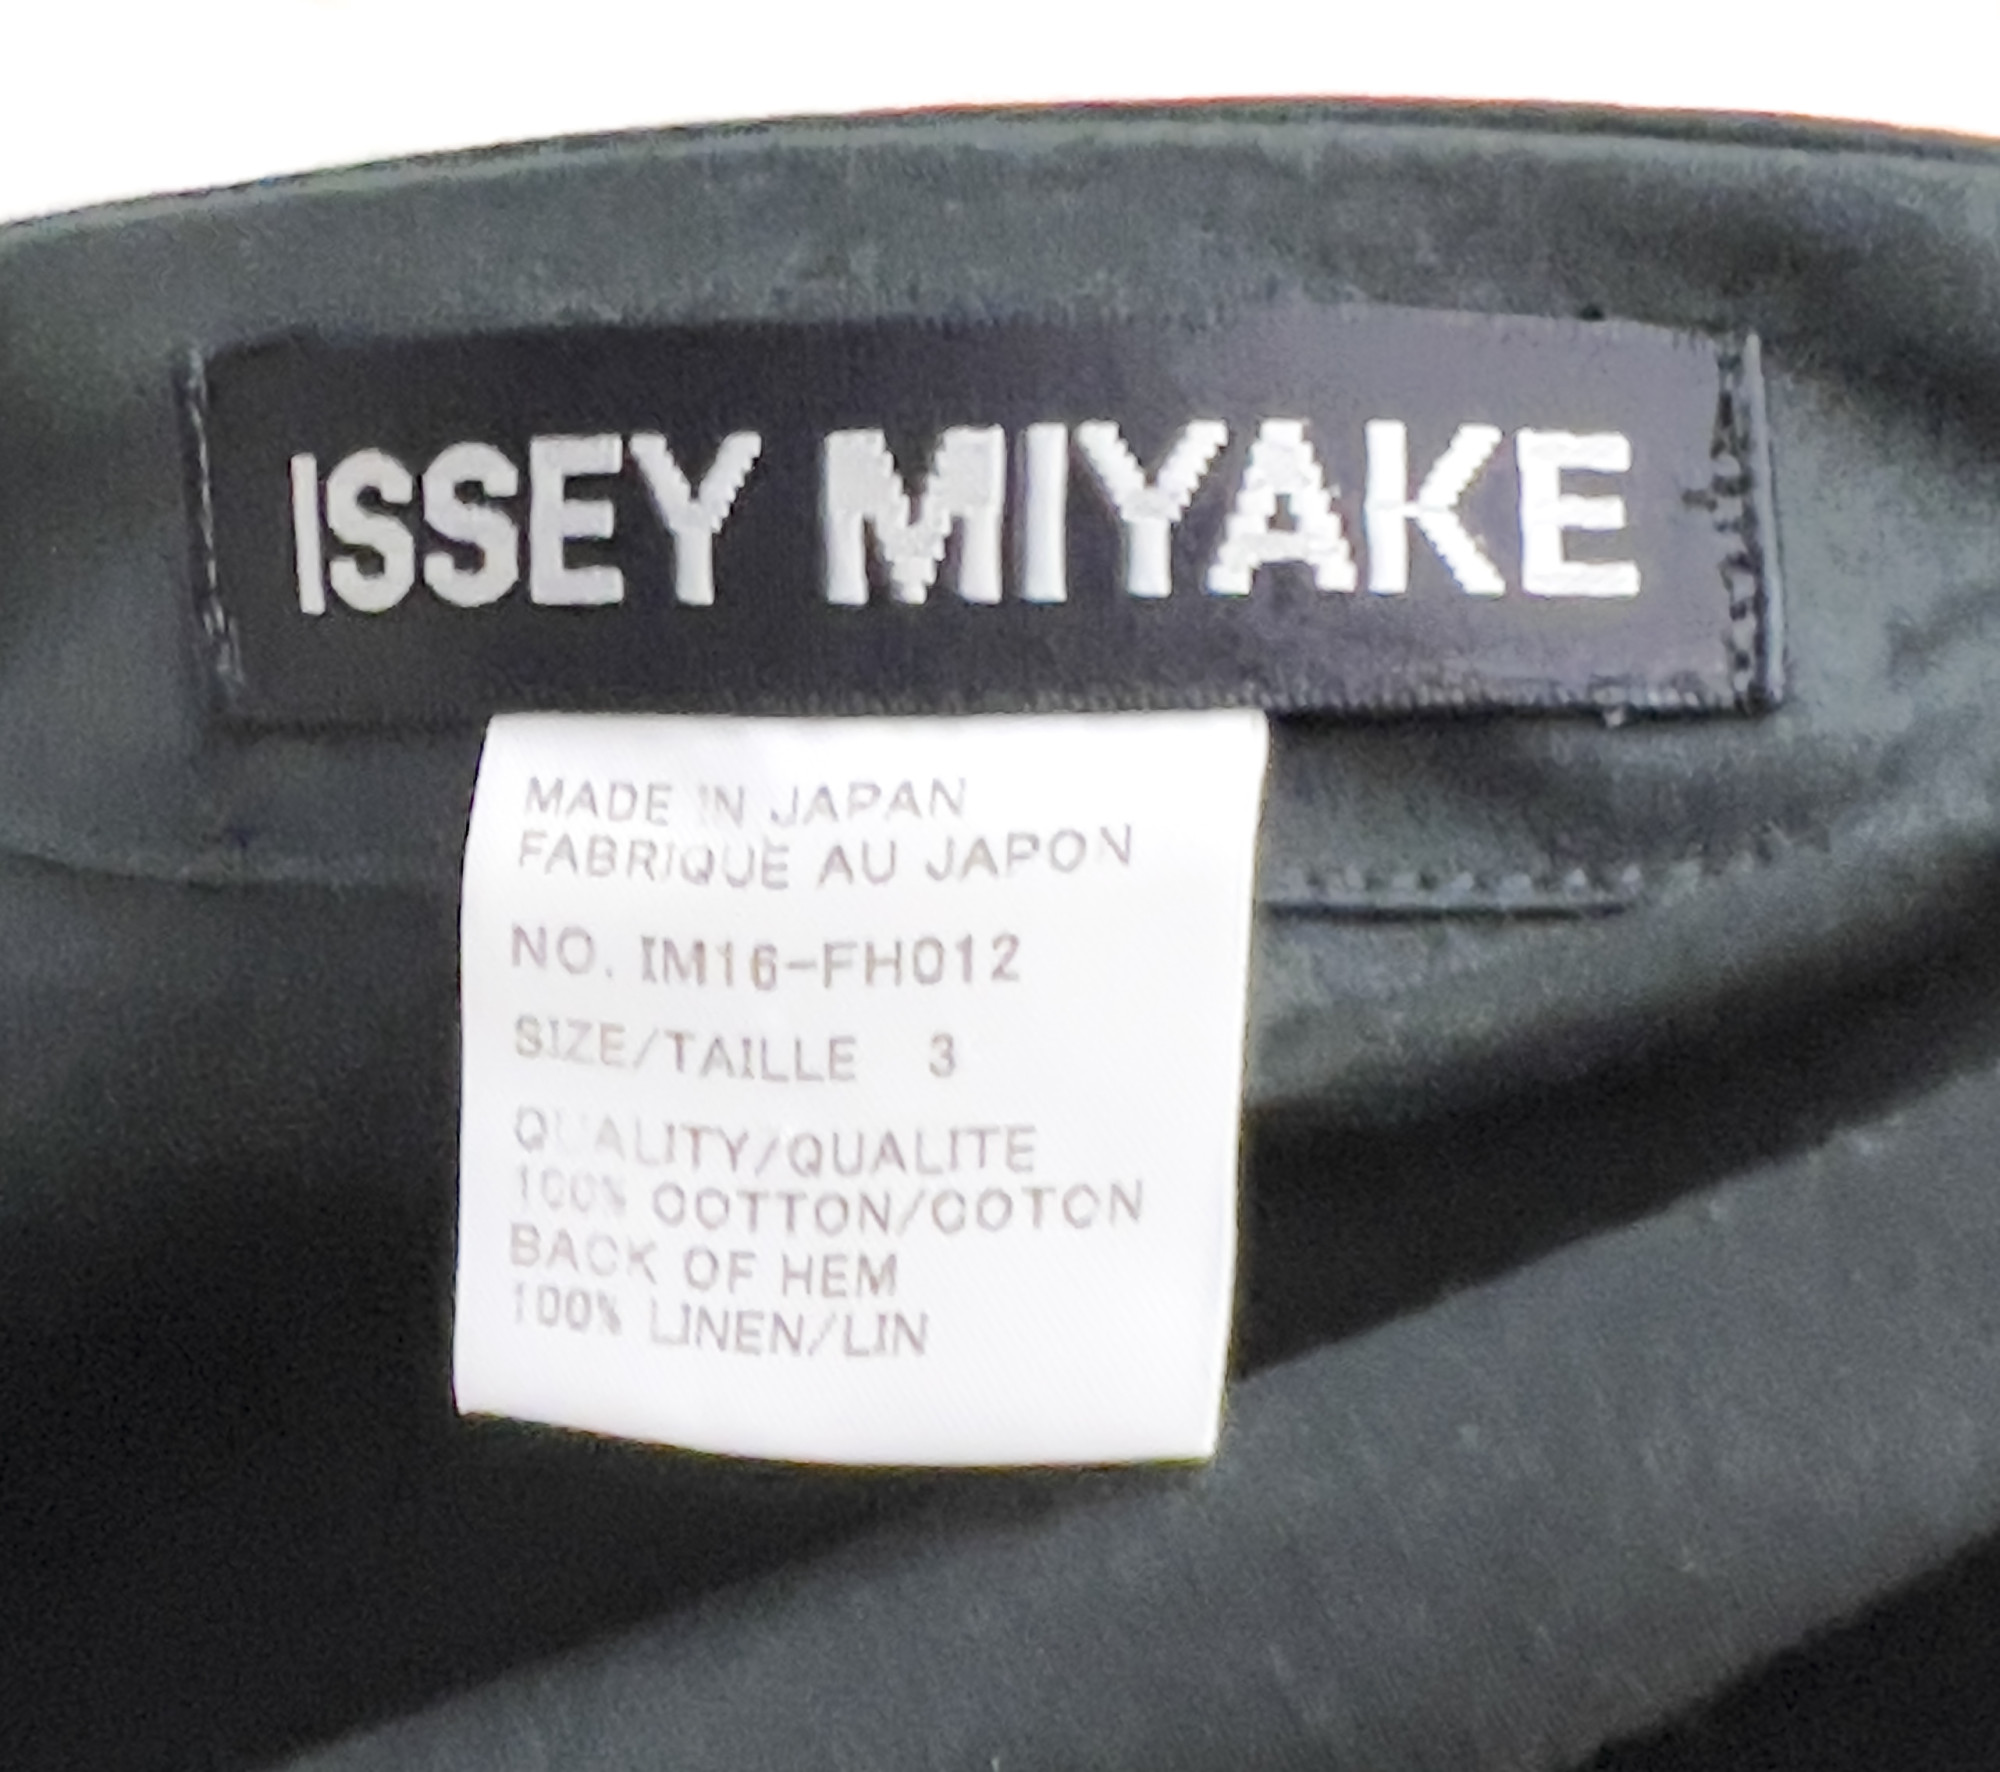 ISSEY MIYAKE
MADE IN JAPAN
FABRIQUE AU JAPON
NO. IM16-FH012
SIZE/TAILLE 3
QUALITY/QUALITE
100% COTTON/COTON
BACK OF HEM
100% LINEN/LIN